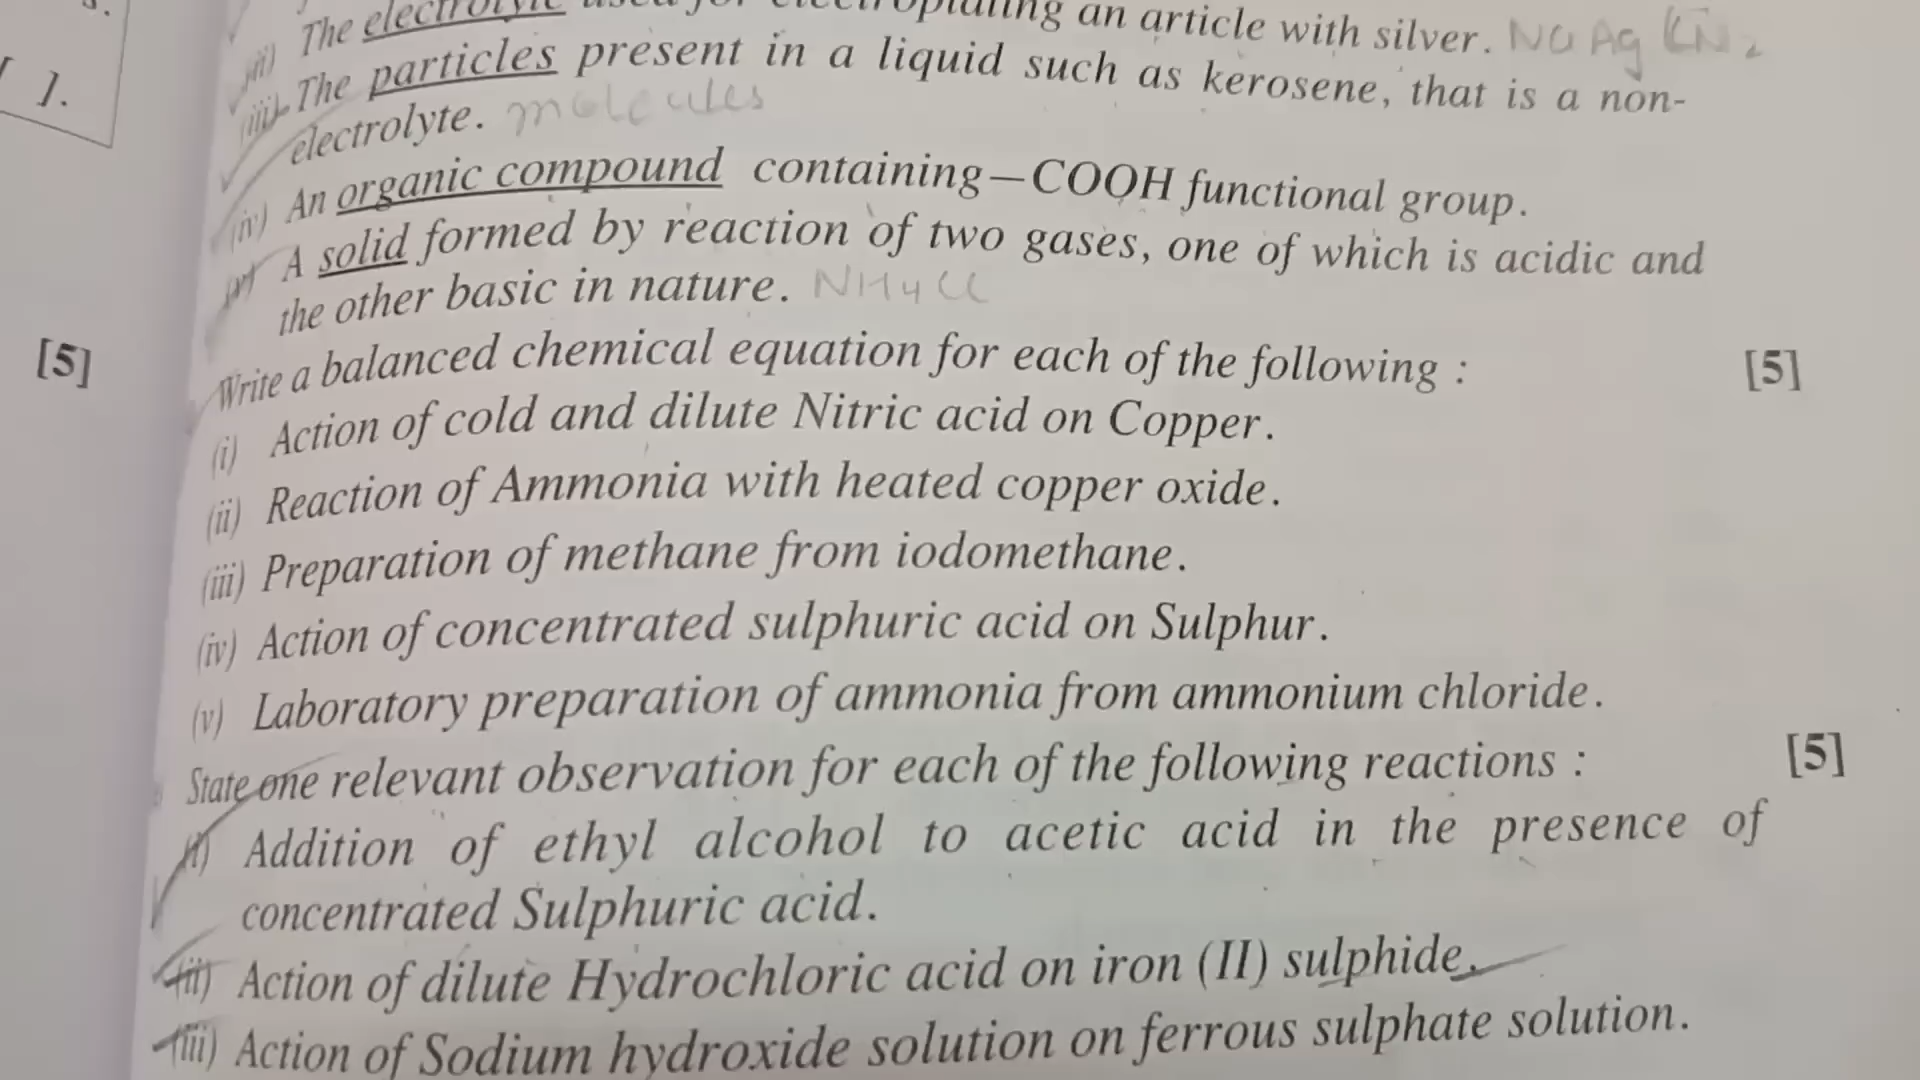 ].
[5]
(ii) The electrolyte used for electroplating an article with silver. Na Ag (CN)2
(iii) The particles present in a liquid such as kerosene, that is a non-
electrolyte. molecules
(iv) An organic compound containing—COOH functional group.
(v) A solid formed by reaction of two gases, one of which is acidic and
the other basic in nature. NH4Cl
Write a balanced chemical equation for each of the following : [5]
(i) Action of cold and dilute Nitric acid on Copper.
(ii) Reaction of Ammonia with heated copper oxide.
(iii) Preparation of methane from iodomethane.
(iv) Action of concentrated sulphuric acid on Sulphur.
(v) Laboratory preparation of ammonia from ammonium chloride.
State one relevant observation for each of the following reactions : [5]
(i) Addition of ethyl alcohol to acetic acid in the presence of
concentrated Sulphuric acid.
(ii) Action of dilute Hydrochloric acid on iron (II) sulphide.
(iii) Action of Sodium hydroxide solution on ferrous sulphate solution.